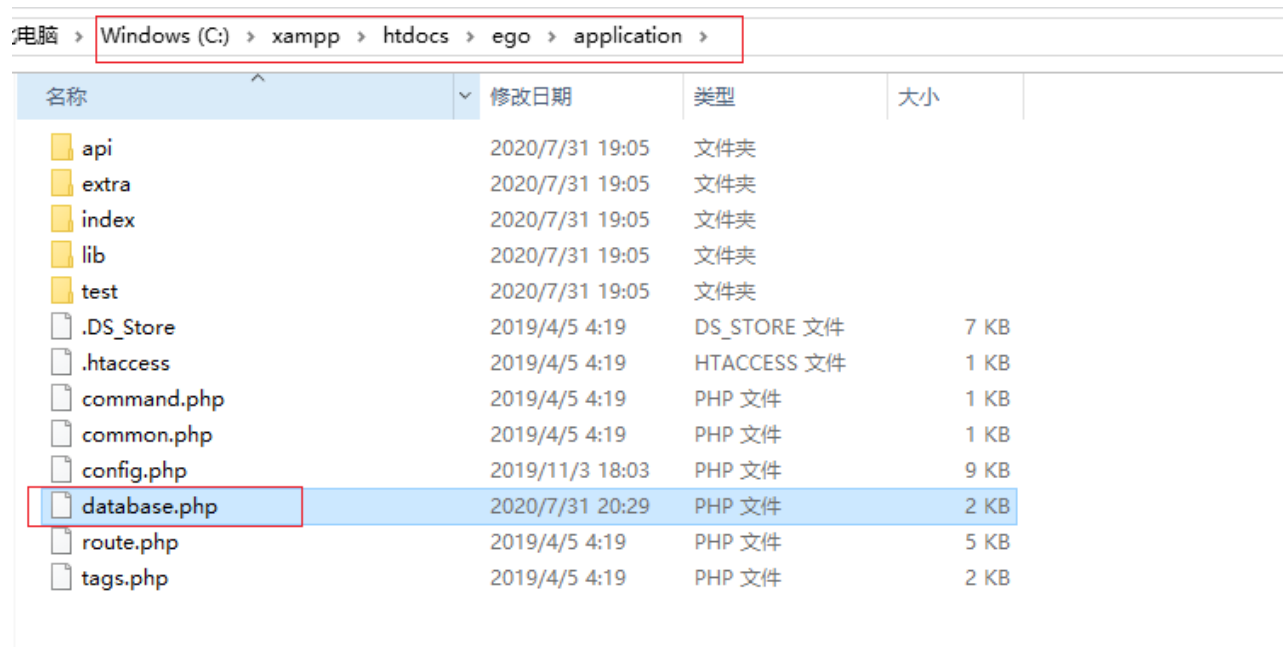 电脑 › Windows (C:) › xampp › htdocs › ego › application ›
名称 修改日期 类型 大小
api 2020/7/31 19:05 文件夹
extra 2020/7/31 19:05 文件夹
index 2020/7/31 19:05 文件夹
lib 2020/7/31 19:05 文件夹
test 2020/7/31 19:05 文件夹
.DS_Store 2019/4/5 4:19 DS_STORE 文件 7 KB
.htaccess 2019/4/5 4:19 HTACCESS 文件 1 KB
command.php 2019/4/5 4:19 PHP 文件 1 KB
common.php 2019/4/5 4:19 PHP 文件 1 KB
config.php 2019/11/3 18:03 PHP 文件 9 KB
database.php 2020/7/31 20:29 PHP 文件 2 KB
route.php 2019/4/5 4:19 PHP 文件 5 KB
tags.php 2019/4/5 4:19 PHP 文件 2 KB